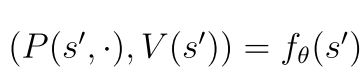 (P(s′, ·), V(s′)) = f_θ(s′)